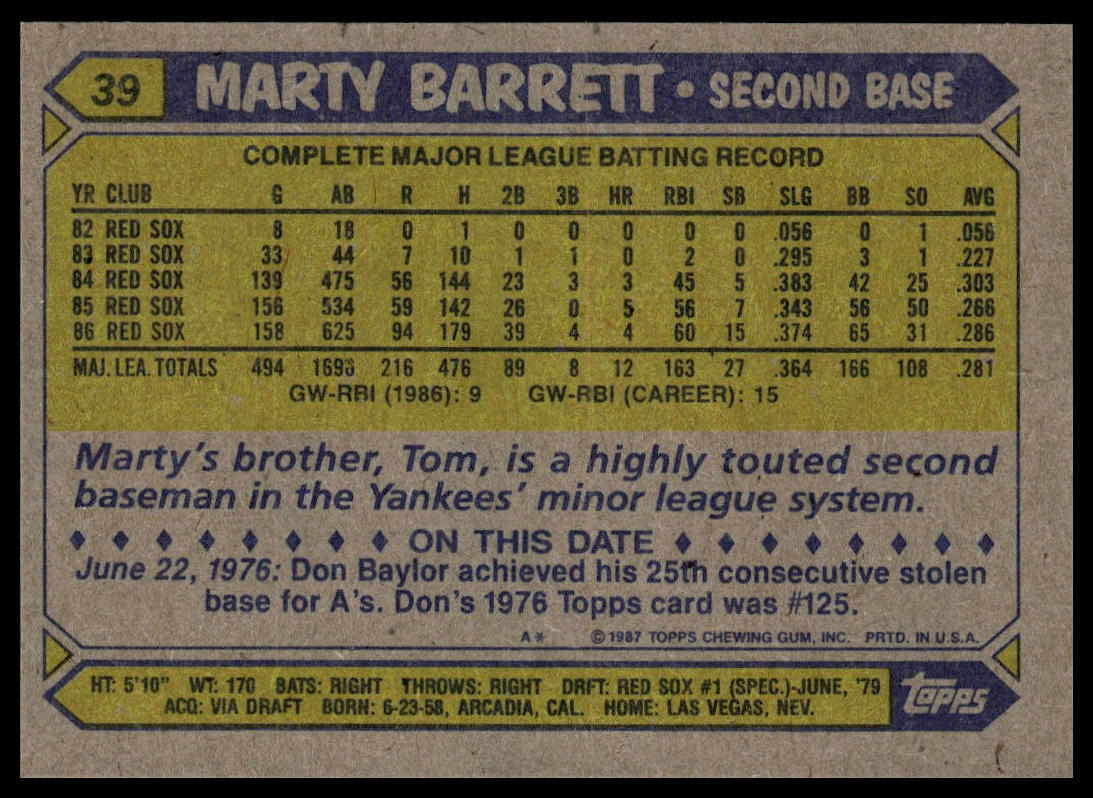 39 MARTY BARRETT • SECOND BASE
COMPLETE MAJOR LEAGUE BATTING RECORD
YR CLUB G AB R H 2B 3B HR RBI SB SLG BB SO AVG
82 RED SOX 8 18 0 1 0 0 0 0 0 .056 0 1 .056
83 RED SOX 33 44 7 10 1 1 0 2 0 .295 3 1 .227
84 RED SOX 139 475 56 144 23 3 3 45 5 .383 42 25 .303
85 RED SOX 156 534 59 142 26 0 5 56 7 .343 56 50 .266
86 RED SOX 158 625 94 179 39 4 4 60 15 .374 65 31 .286
MAJ. LEA. TOTALS 494 1696 216 476 89 8 12 163 27 .364 166 108 .281
GW-RBI (1986): 9 GW-RBI (CAREER): 15
Marty's brother, Tom, is a highly touted second
baseman in the Yankees' minor league system.
♦ ♦ ♦ ♦ ♦ ♦ ♦ ♦ ON THIS DATE ♦ ♦ ♦ ♦ ♦ ♦ ♦ ♦
June 22, 1976: Don Baylor achieved his 25th consecutive stolen
base for A's. Don's 1976 Topps card was #125.
A* ©1987 TOPPS CHEWING GUM, INC. PRTD. IN U.S.A.
HT: 5'10" WT: 170 BATS: RIGHT THROWS: RIGHT DRFT: RED SOX #1 (SPEC.)-JUNE, '79
ACQ: VIA DRAFT BORN: 6-23-58, ARCADIA, CAL. HOME: LAS VEGAS, NEV.
topps